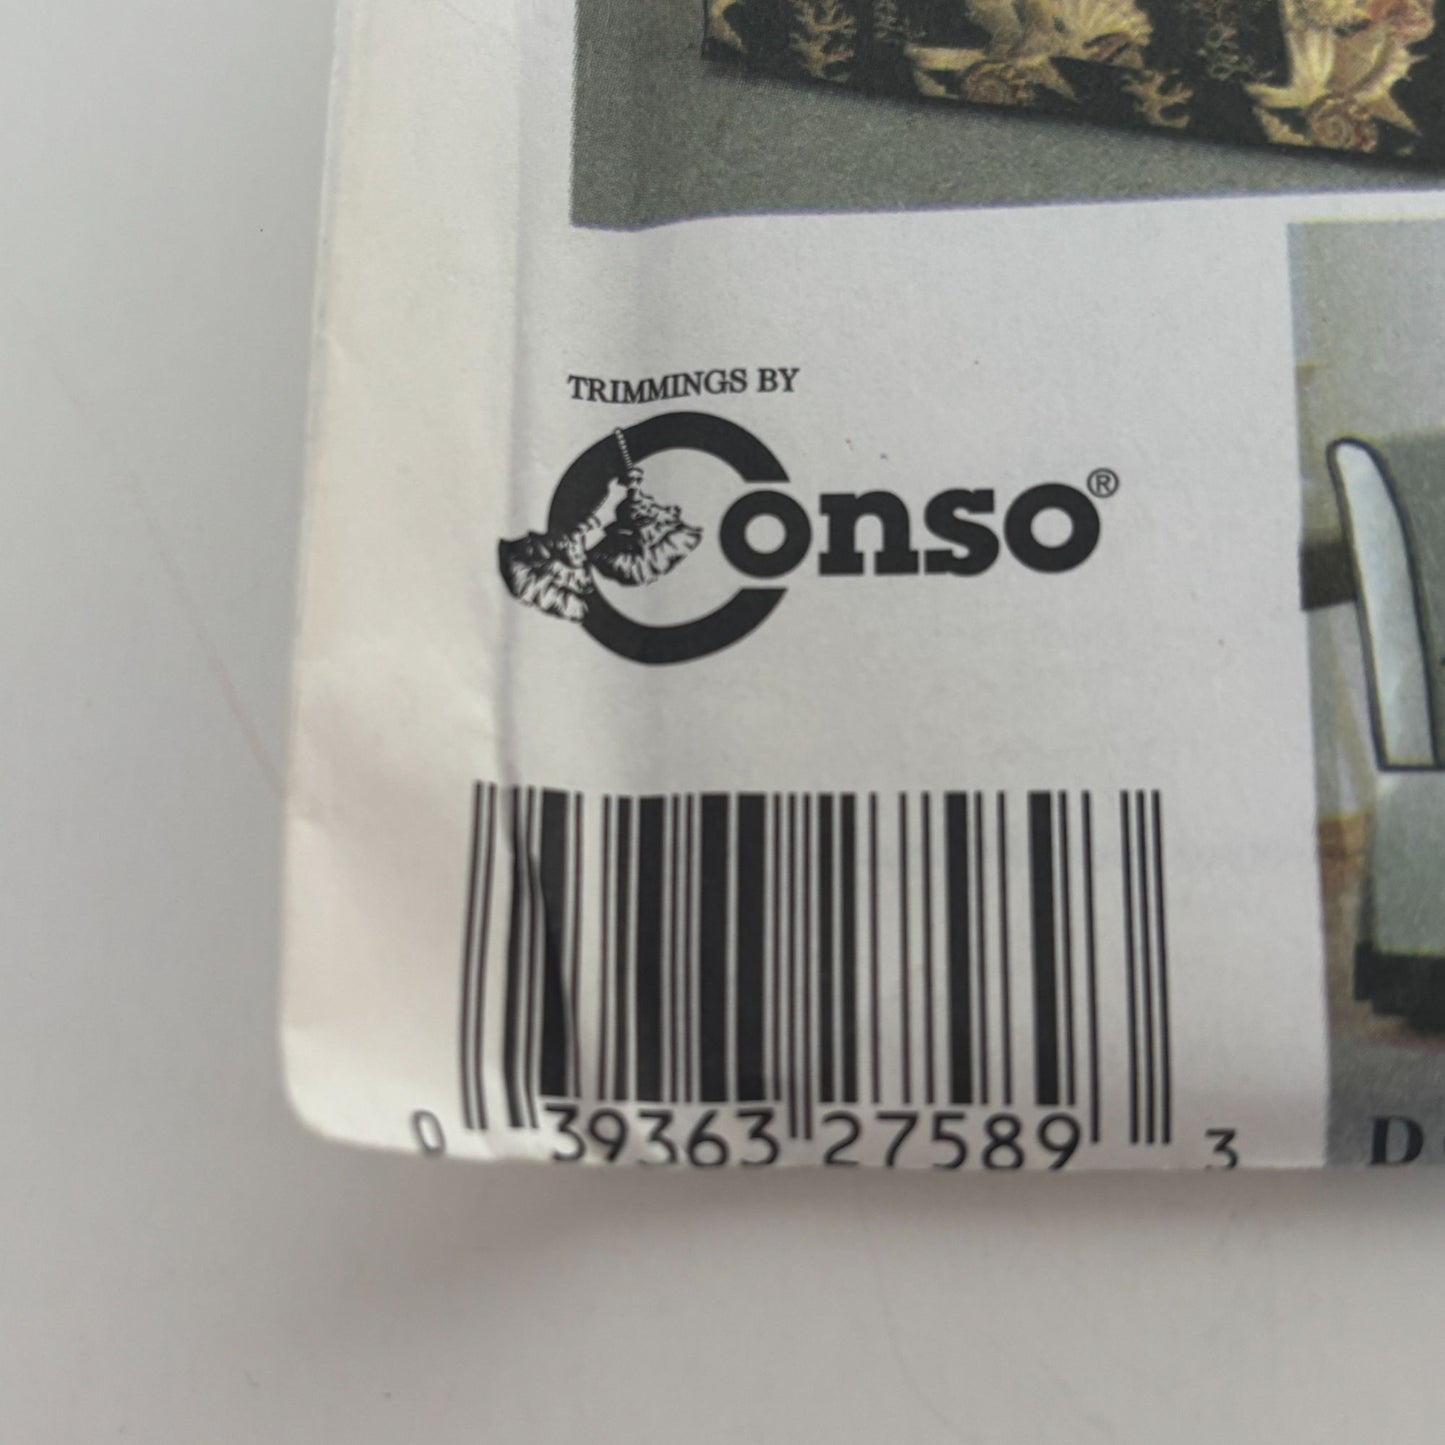 TRIMMINGS BY
Conso®
0 39363 27589 3
D